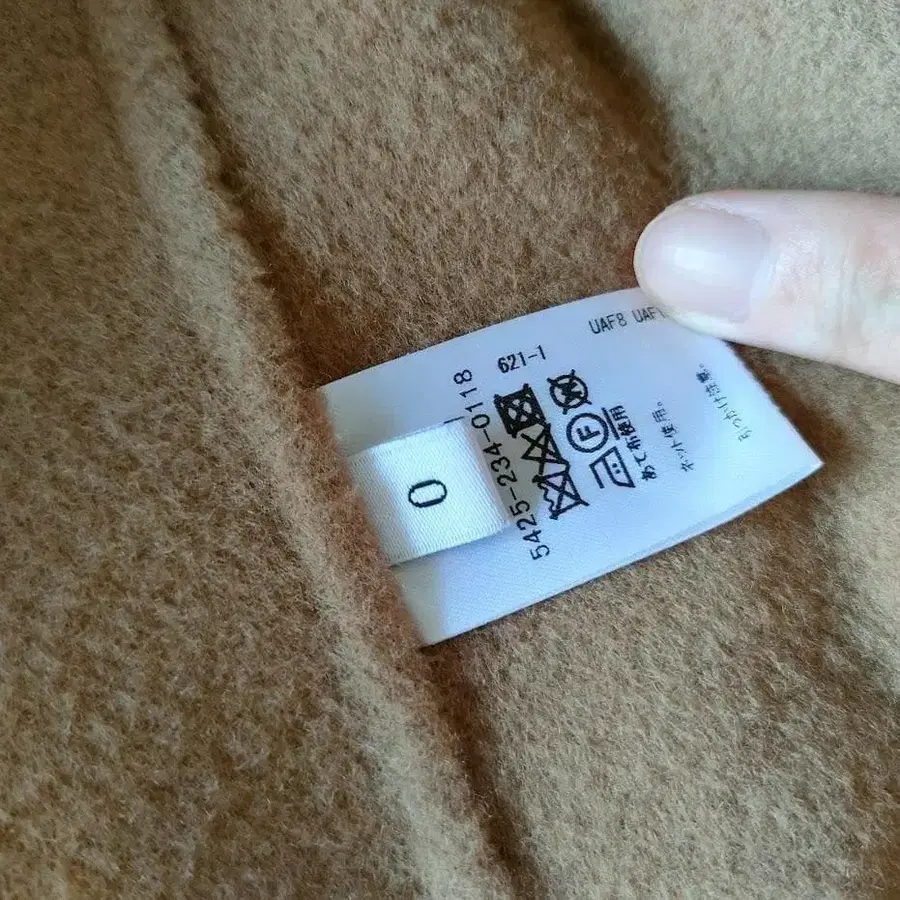 0
5425-234-0118
621-1
F
あて布使用。
ネット使用。
引っかけ注意。
UAF8